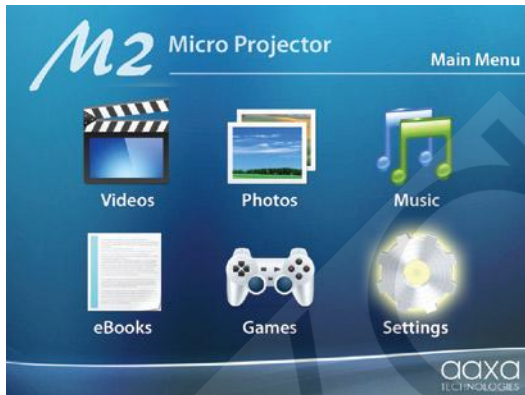 M2 Micro Projector
Main Menu
Videos Photos Music
eBooks Games Settings
aaxa
TECHNOLOGIES